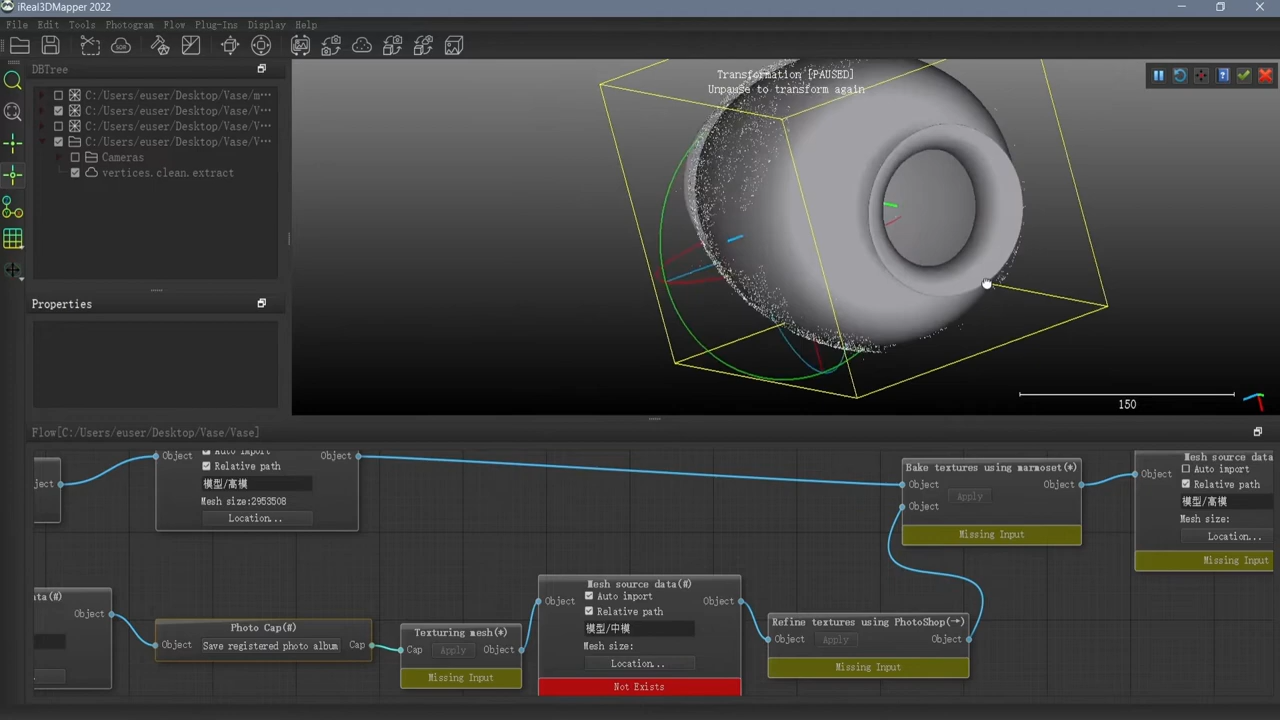 iReal3DMapper 2022
File Edit Tools Photogram Flow Plug-Ins Display Help
DBTree
C:/Users/euser/Desktop/Vase/m···
C:/Users/euser/Desktop/Vase/V···
C:/Users/euser/Desktop/Vase/V···
C:/Users/euser/Desktop/Vase/V···
Cameras
vertices.clean.extract
Properties
Transformation [PAUSED]
Unpause to transform again
150
Flow[C:/Users/euser/Desktop/Vase/Vase]
ject
Object
Auto import
Object
Relative path
模型/高模
Mesh size:2953508
Location...
Bake textures using marmoset(*)
Object
Apply
Object
Object
Missing Input
Mesh source data
Object
Auto import
Relative path
模型/高模
Mesh size:
Location...
Missing Input
ata(#)
Object
Photo Cap(#)
Object
Save registered photo album
Cap
Texturing mesh(*)
Cap
Apply
Object
Missing Input
Mesh source data(#)
Object
Auto import
Object
Relative path
模型/中模
Mesh size:
Location...
Not Exists
Refine textures using PhotoShop(→)
Object
Apply
Object
Missing Input